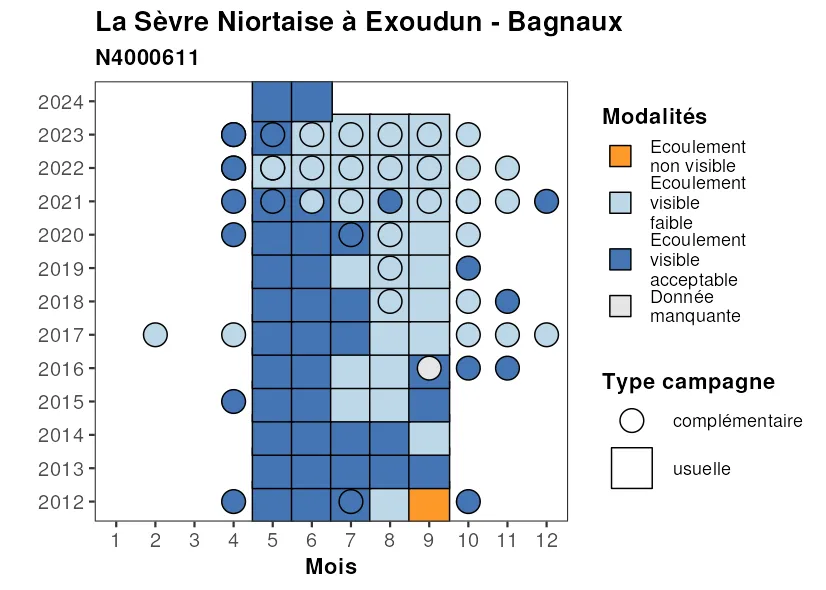 La Sèvre Niortaise à Exoudun - Bagnaux
N4000611
2024
2023
2022
2021
2020
2019
2018
2017
2016
2015
2014
2013
2012
1 2 3 4 5 6 7 8 9 10 11 12
Mois
Modalités
Ecoulement
non visible
Ecoulement
visible
faible
Ecoulement
visible
acceptable
Donnée
manquante
Type campagne
complémentaire
usuelle